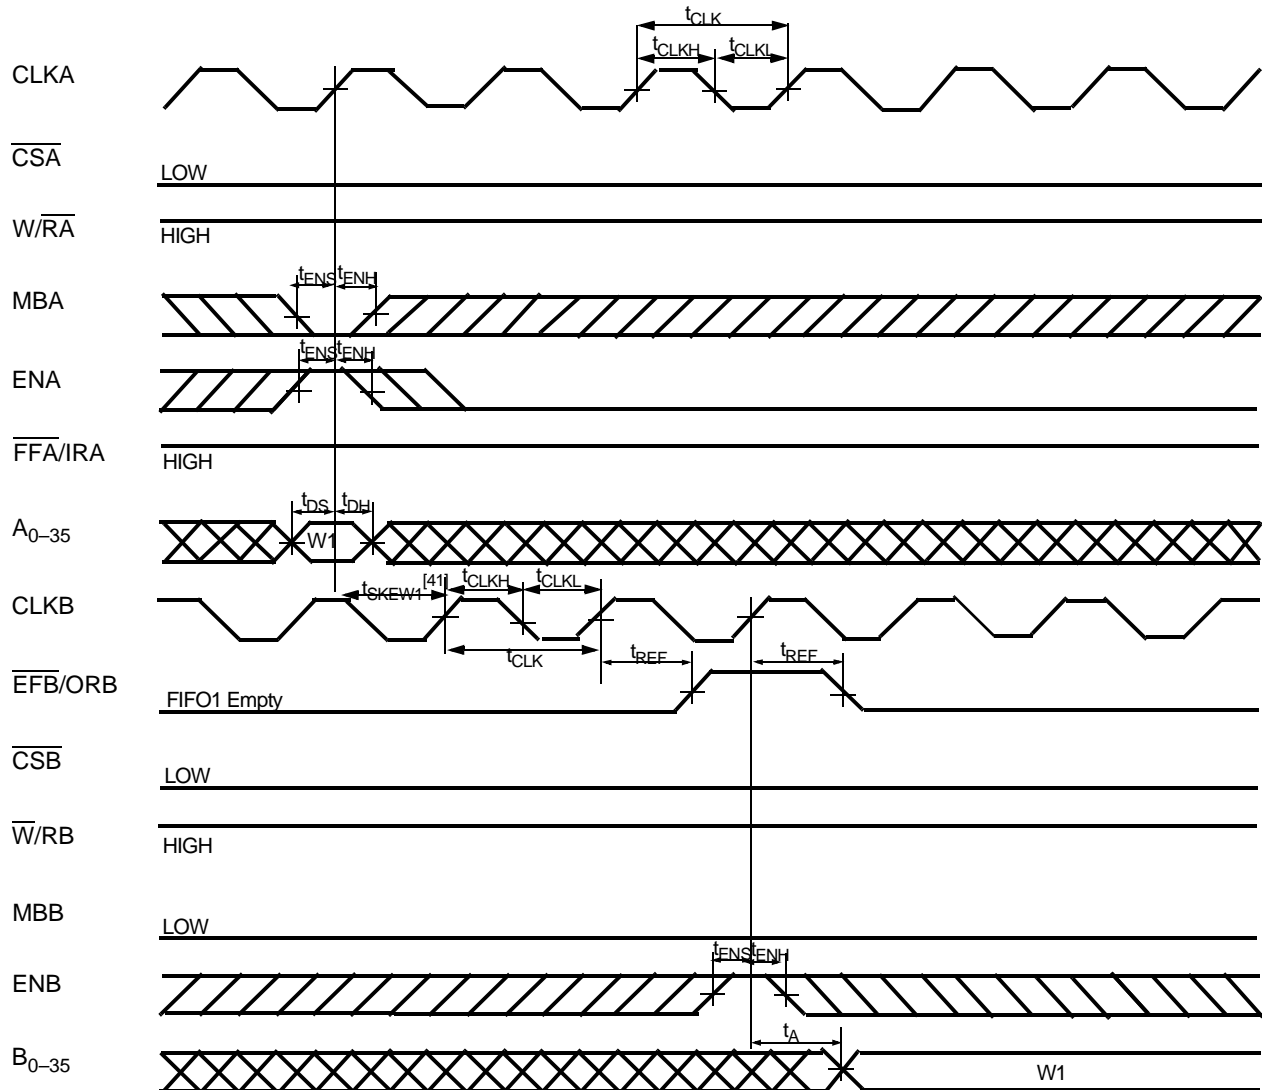 tCLK
tCLKH tCLKL
CLKA
CSA
LOW
W/RA
HIGH
tENS tENH
MBA
tENS tENH
ENA
FFA/IRA
HIGH
tDS tDH
A0–35
W1
tSKEW1[41] tCLKH tCLKL
CLKB
tCLK
tREF tREF
EFB/ORB
FIFO1 Empty
CSB
LOW
W/RB
HIGH
MBB
LOW
tENS tENH
ENB
tA
B0–35
W1